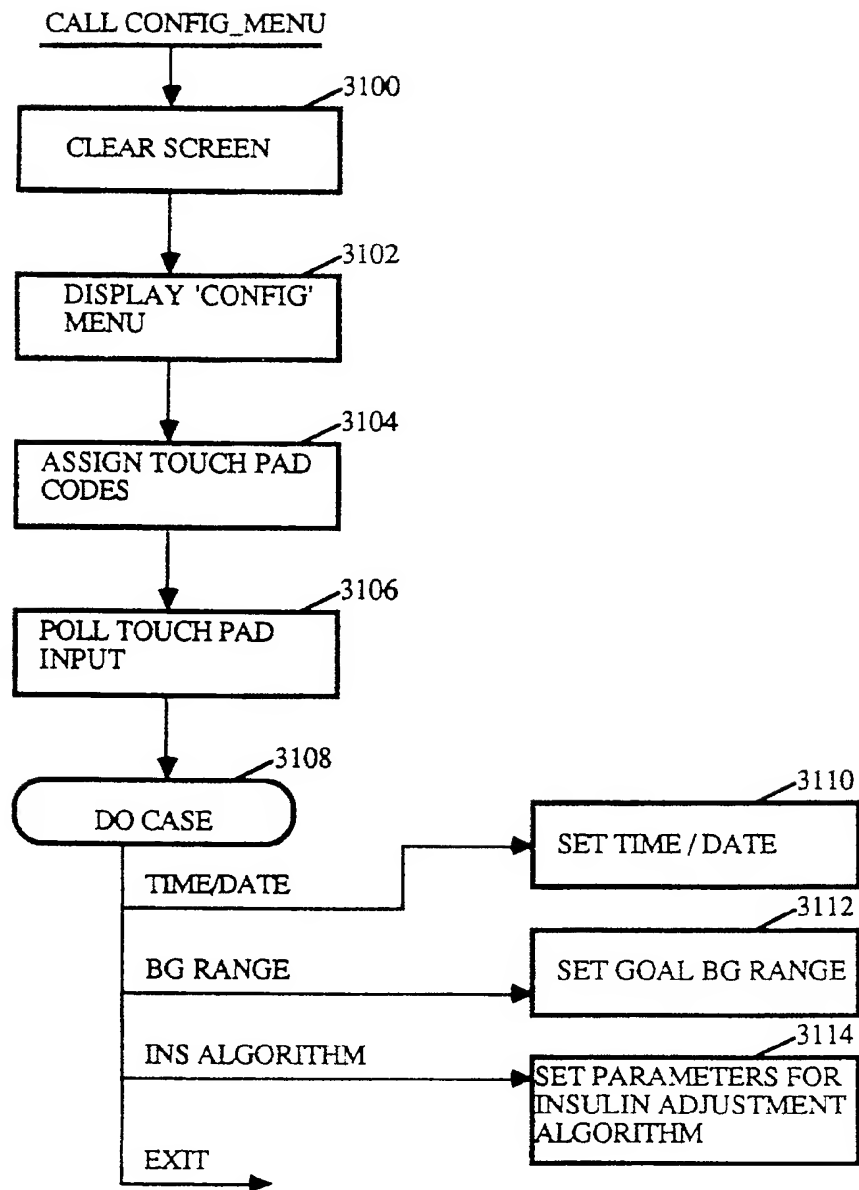 CALL CONFIG_MENU
3100
CLEAR SCREEN
3102
DISPLAY 'CONFIG'
MENU
3104
ASSIGN TOUCH PAD
CODES
3106
POLL TOUCH PAD
INPUT
3108
DO CASE
3110
SET TIME / DATE
TIME/DATE
3112
SET GOAL BG RANGE
BG RANGE
3114
INS ALGORITHM
SET PARAMETERS FOR
INSULIN ADJUSTMENT
ALGORITHM
EXIT